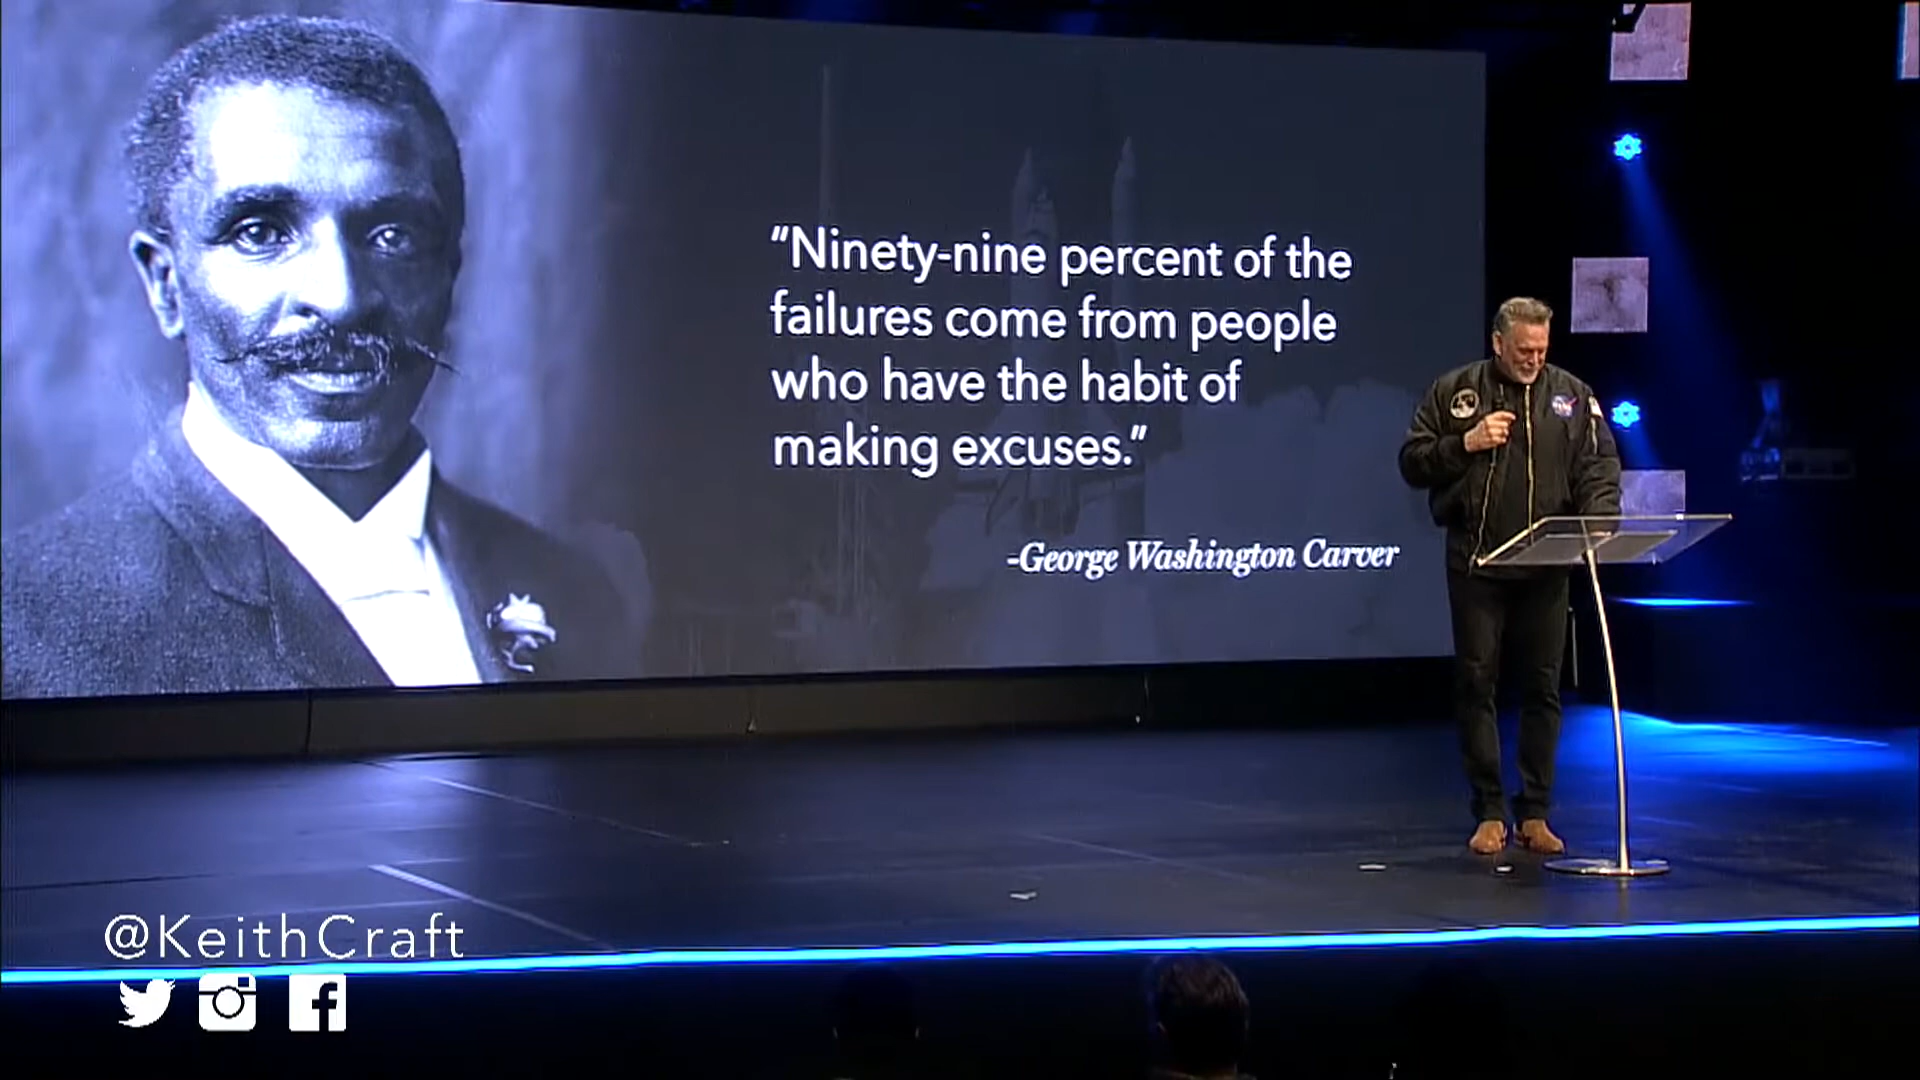 “Ninety-nine percent of the
failures come from people
who have the habit of
making excuses.”
-George Washington Carver
@KeithCraft